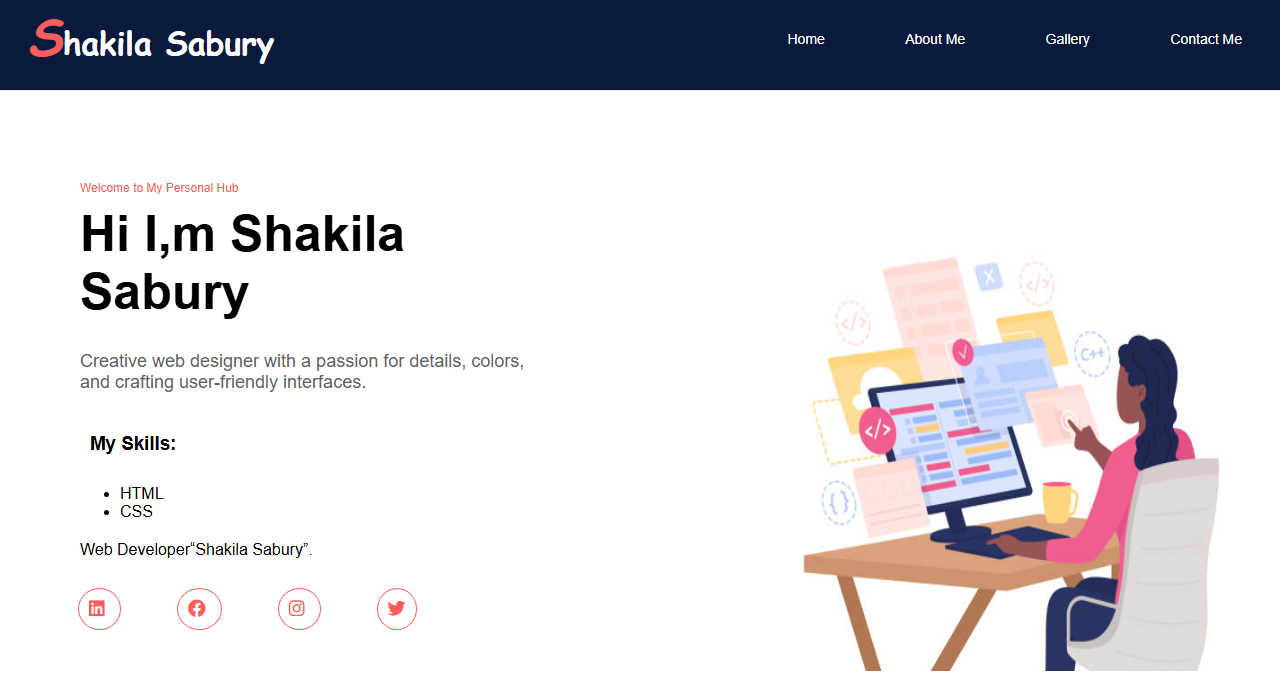 Shakila Sabury
Home
About Me
Gallery
Contact Me
Welcome to My Personal Hub
Hi I,m Shakila
Sabury
Creative web designer with a passion for details, colors,
and crafting user-friendly interfaces.
My Skills:
HTML
CSS
Web Developer“Shakila Sabury”.
X
</>
</>
C++
</>
{}